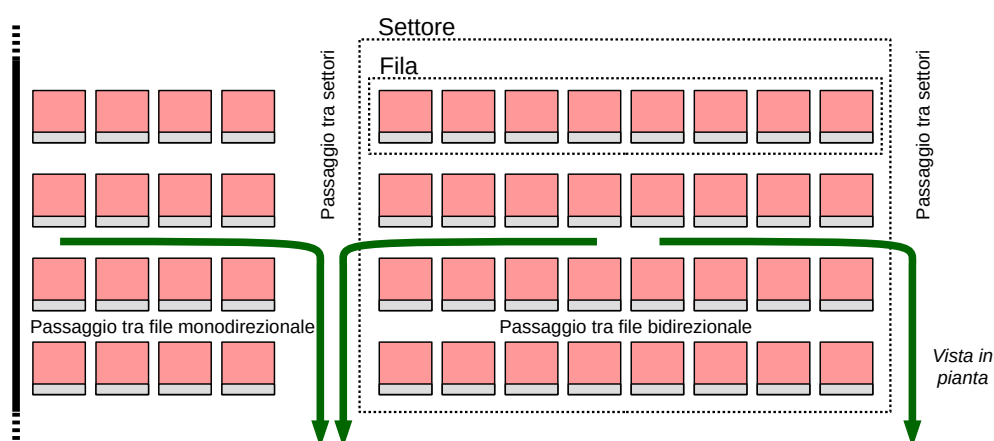 Settore
Fila
Passaggio tra settori
Passaggio tra settori
Passaggio tra file monodirezionale
Passaggio tra file bidirezionale
Vista in
pianta